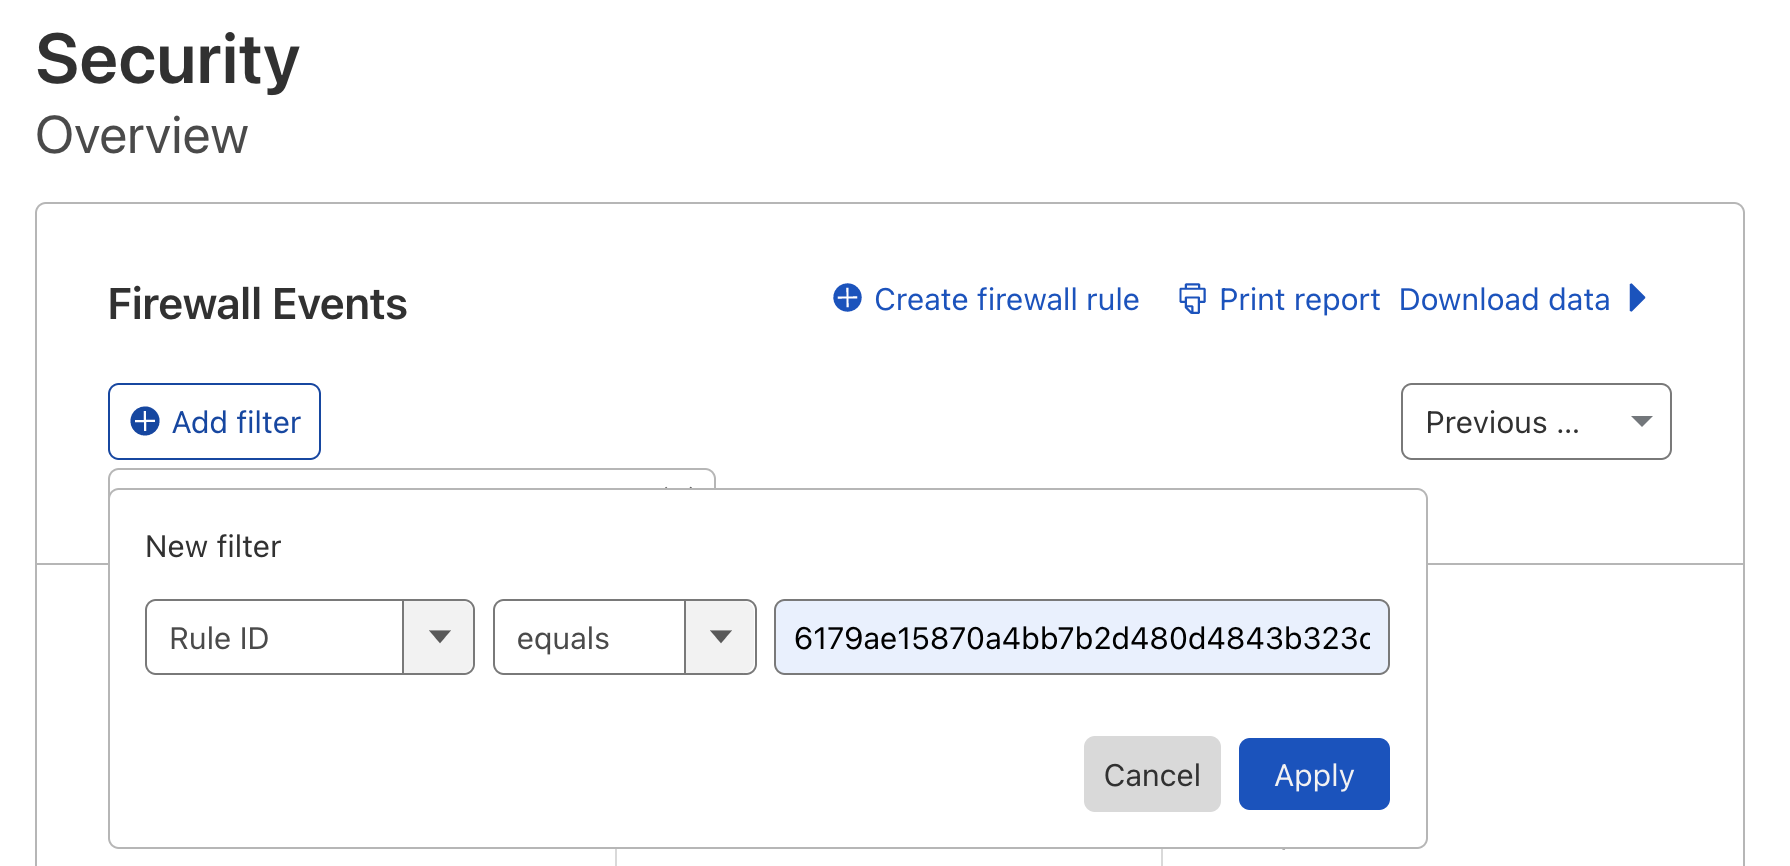 Security
Overview
Firewall Events
Create firewall rule
Print report
Download data
Add filter
Previous ...
New filter
Rule ID
equals
6179ae15870a4bb7b2d480d4843b323c
Cancel
Apply